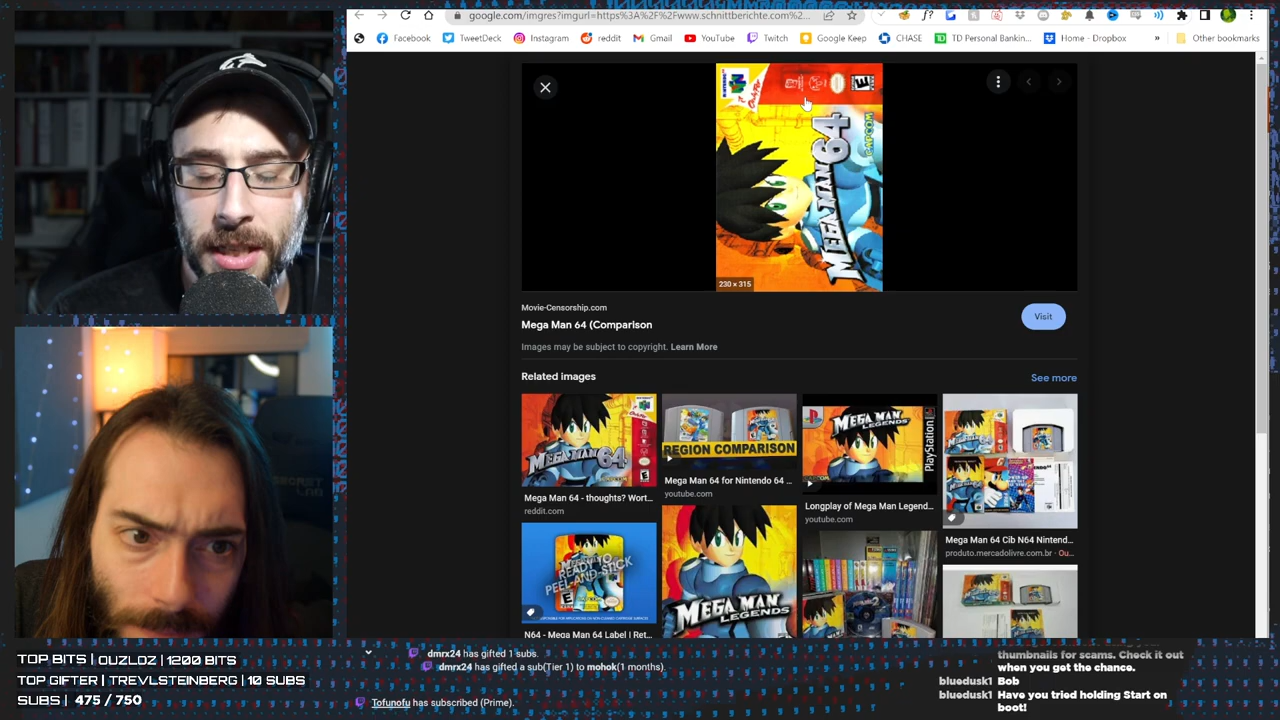 google.com/imgres?imgurl=https%3A%2F%2Fwww.schnittberichte.com%2...
Facebook
TweetDeck
Instagram
reddit
Gmail
YouTube
Twitch
Google Keep
CHASE
TD Personal Bankin...
Home - Dropbox
»
Other bookmarks
MEGAMAN 64
CAPCOM
E
230 × 315
Movie-Censorship.com
Mega Man 64 (Comparison
Visit
Images may be subject to copyright. Learn More
Related images
See more
MEGAMAN 64
Mega Man 64 - thoughts? Wort...
reddit.com
REGION COMPARISON
Mega Man 64 for Nintendo 64 ...
youtube.com
MEGA MAN LEGENDS
PlayStation
Longplay of Mega Man Legend...
youtube.com
Mega Man 64 Cib N64 Nintend...
produto.mercadolivre.com.br · Ou...
READY TO
PEEL-AND-STICK
N64 - Mega Man 64 Label | Ret...
MEGA MAN
LEGENDS
TOP BITS | OUZLOZ | 1200 BITS
TOP GIFTER | TREVLSTEINBERG | 10 SUBS
SUBS | 475 / 750
dmrx24 has gifted 1 subs.
dmrx24 has gifted a sub(Tier 1) to mohok(1 months).
Tofunofu has subscribed (Prime).
thumbnails for scams. Check it out
when you get the chance.
bluedusk1 Bob
bluedusk1 Have you tried holding Start on
boot!